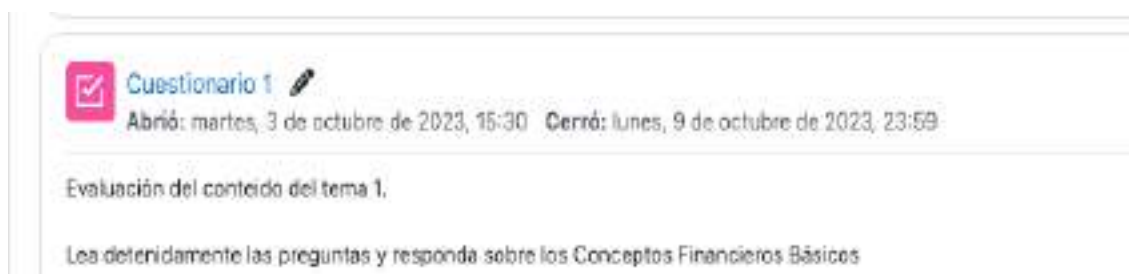 Cuestionario 1
Abrió: martes, 3 de octubre de 2023, 15:30 Cerró: lunes, 9 de octubre de 2023, 23:59
Evaluación del conteido del tema 1.
Lea detenidamente las preguntas y responda sobre los Conceptos Financieros Básicos